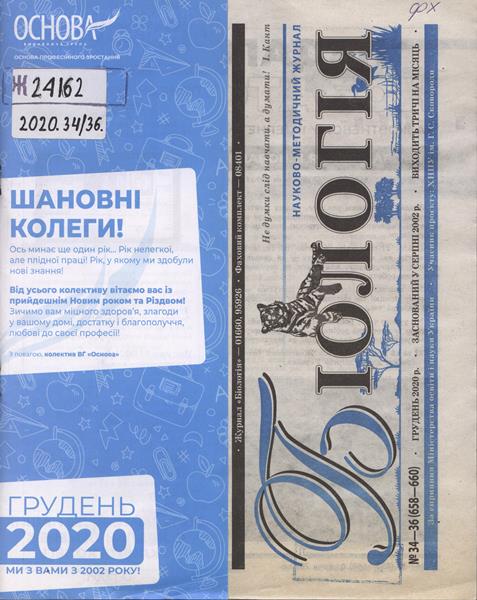 ОСНОВА
ВИДАВНИЧА ГРУПА
ОСНОВА ПРОФЕСІЙНОГО ЗРОСТАННЯ
Ж 24162
2020.34/36.
ШАНОВНІ
КОЛЕГИ!
Ось минає ще один рік... Рік нелегкої,
але плідної праці! Рік, у якому ми здобули
нові знання!
Від усього колективу вітаємо вас із
прийдешнім Новим роком та Різдвом!
Зичимо вам міцного здоров'я, злагоди
у вашому домі, достатку і благополуччя,
любові до своєї професії!
З повагою, колектив ВГ «Основа»
ГРУДЕНЬ
2020
МИ З ВАМИ З 2002 РОКУ!
фх
• Журнал «Біологія» — 01660, 95926 • Фаховий комплект — 08401 •
Не думки слід навчати, а думати! І. Кант
НАУКОВО-МЕТОДИЧНИЙ ЖУРНАЛ
БІОЛОГІЯ
№ 34—36 (658—660) • ГРУДЕНЬ 2020 р. • ЗАСНОВАНИЙ У СЕРПНІ 2002 р. • ВИХОДИТЬ ТРИЧІ НА МІСЯЦЬ •
За сприяння Міністерства освіти і науки України • Учасник проєкту: ХНПУ ім. Г. С. Сковороди